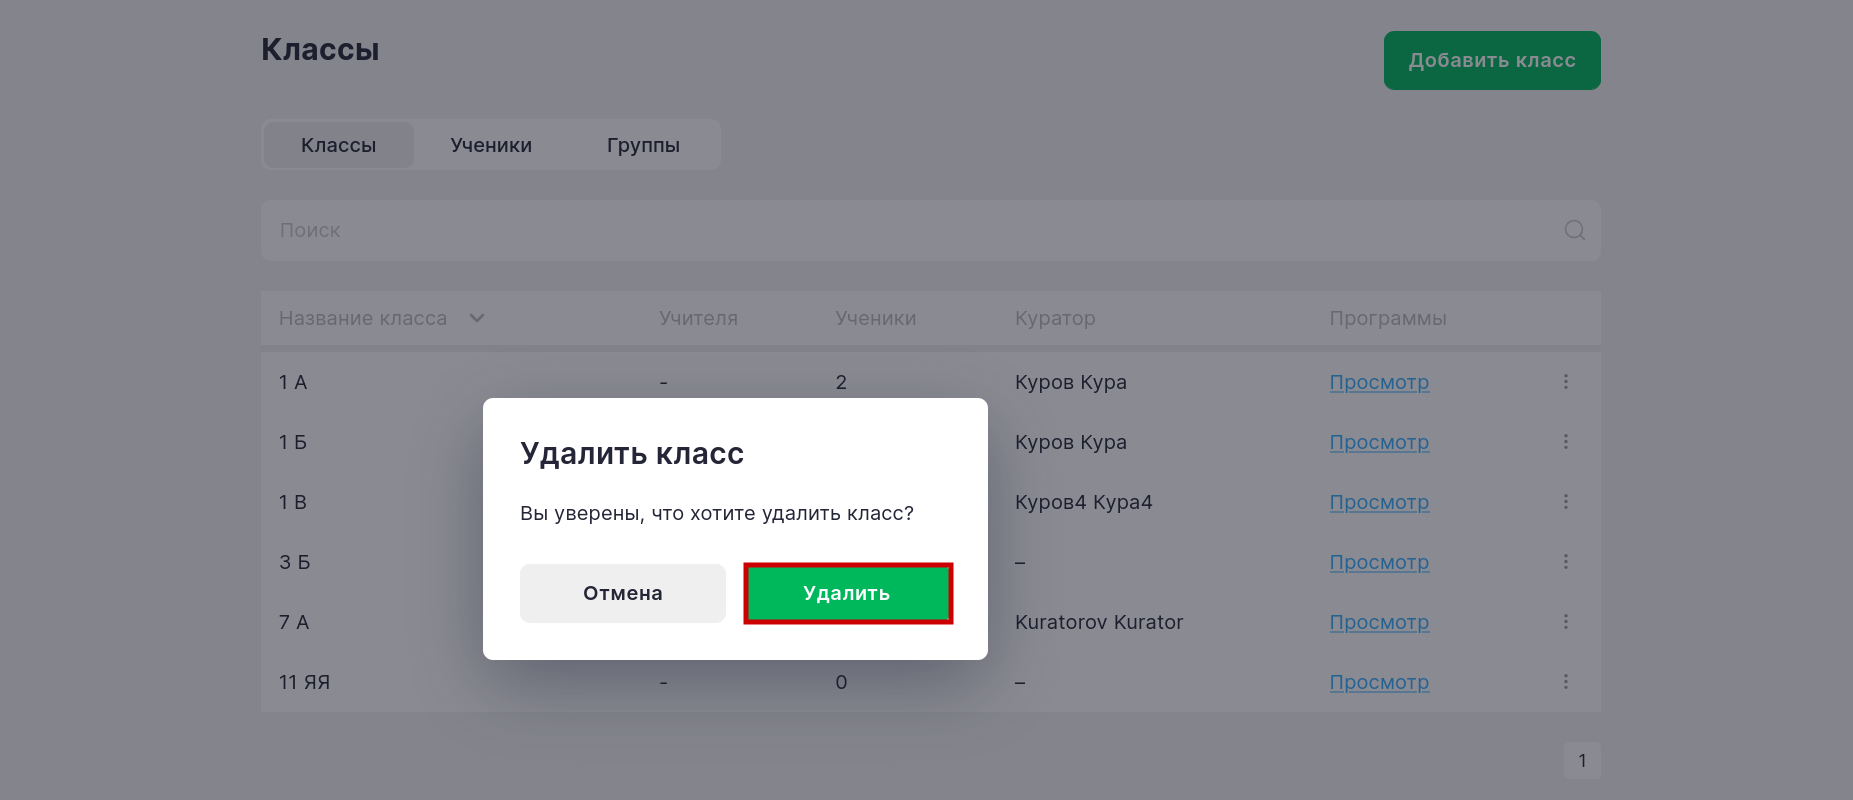 Классы
Добавить класс
Классы Ученики Группы
Поиск
Название класса Учителя Ученики Куратор Программы
1 А - 2 Куров Кура Просмотр
1 Б Куров Кура Просмотр
1 В Куров4 Кура4 Просмотр
3 Б – Просмотр
7 А Kuratorov Kurator Просмотр
11 ЯЯ - 0 – Просмотр
Удалить класс
Вы уверены, что хотите удалить класс?
Отмена Удалить
1